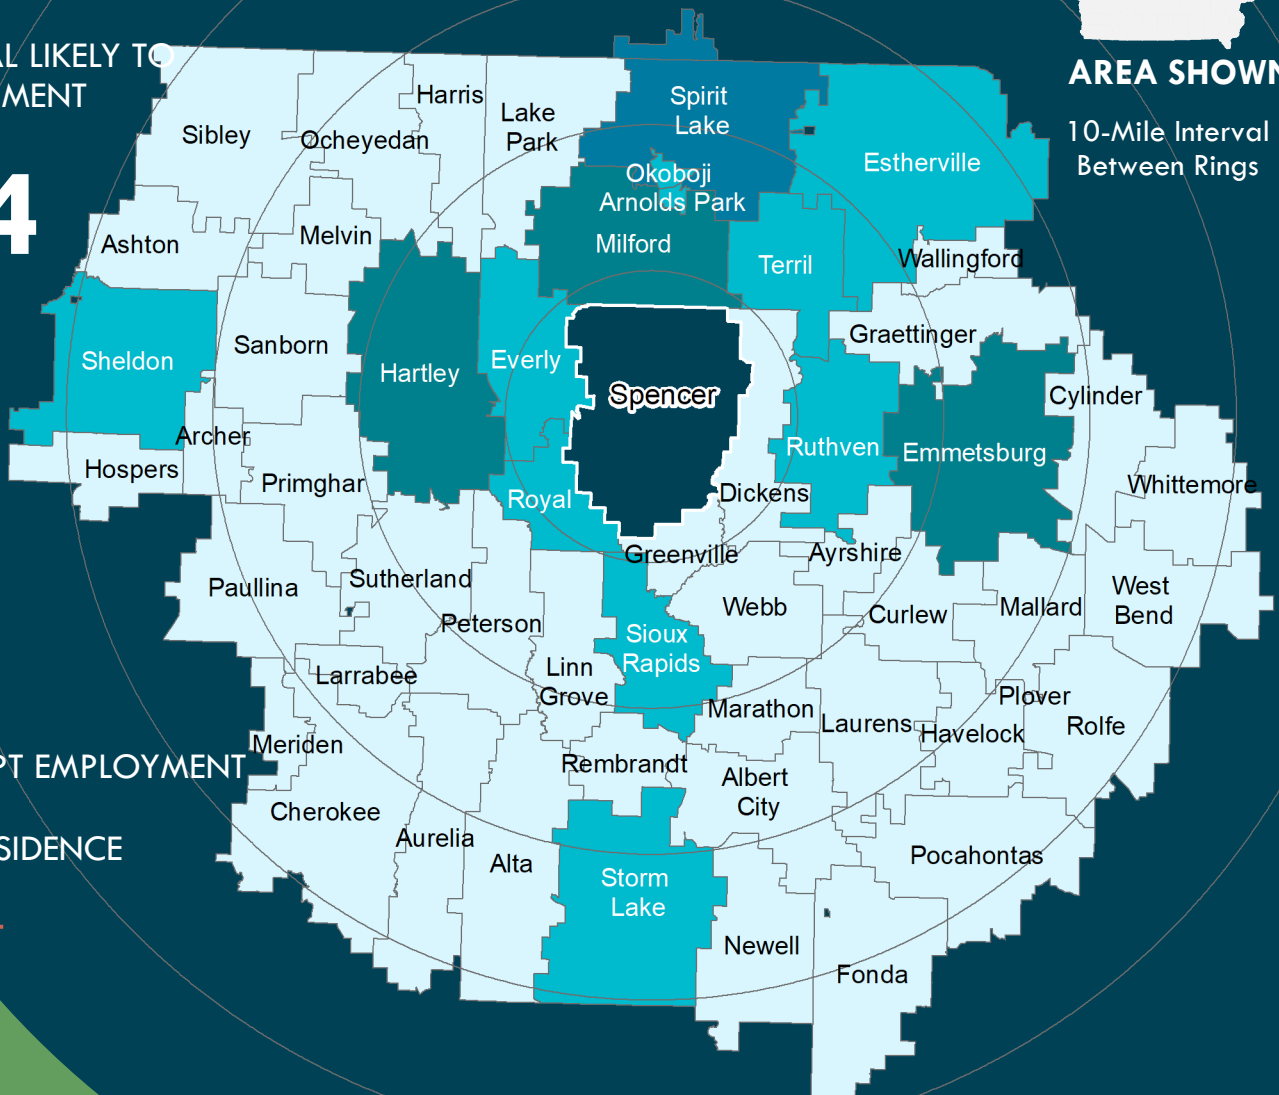 AL LIKELY TO
MENT
4
AREA SHOWN
10-Mile Interval
Between Rings
Harris
Lake
Park
Spirit
Lake
Sibley
Ocheyedan
Estherville
Okoboji
Arnolds Park
Ashton
Melvin
Milford
Terril
Wallingford
Graettinger
Sanborn
Sheldon
Hartley
Everly
Spencer
Cylinder
Archer
Ruthven
Emmetsburg
Hospers
Primghar
Royal
Dickens
Whittemore
Greenville
Ayrshire
Paullina
Sutherland
Webb
Curlew
Mallard
West
Bend
Peterson
Sioux
Rapids
Larrabee
Linn
Grove
Marathon
Laurens
Plover
Havelock
Rolfe
Meriden
PT EMPLOYMENT
Rembrandt
Albert
City
Cherokee
Aurelia
SIDENCE
Alta
Pocahontas
Storm
Lake
Newell
Fonda